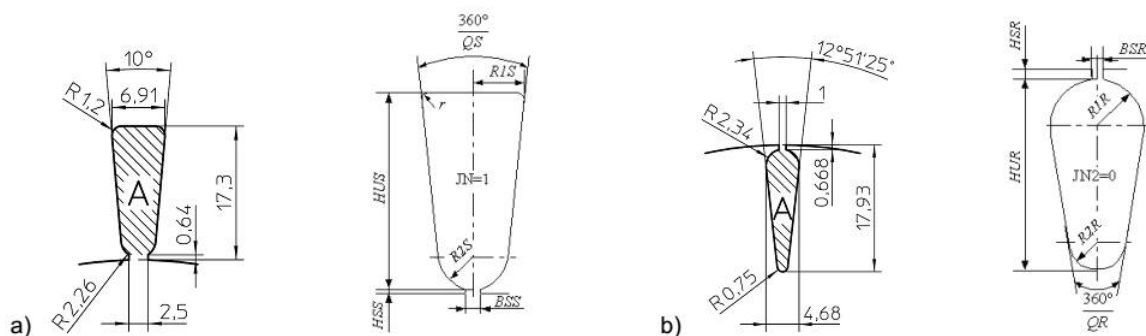 10°
R1,2
6,91
A
17,3
0,64
R2,26
2,5
a)
360°
QS
R1S
r
HUS
JN=1
R2S
HSS
BSS
12°51'25"
1
R2,34
0,668
A
17,93
R0,75
4,68
b)
HSR
BSR
R1R
HUR
JN2=0
R2R
360°
QR